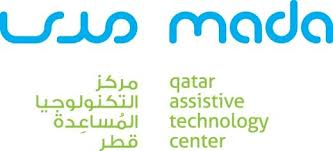 مدى mada
مركز
التكنولوجيا
المُساعِدة
قطر
qatar
assistive
technology
center